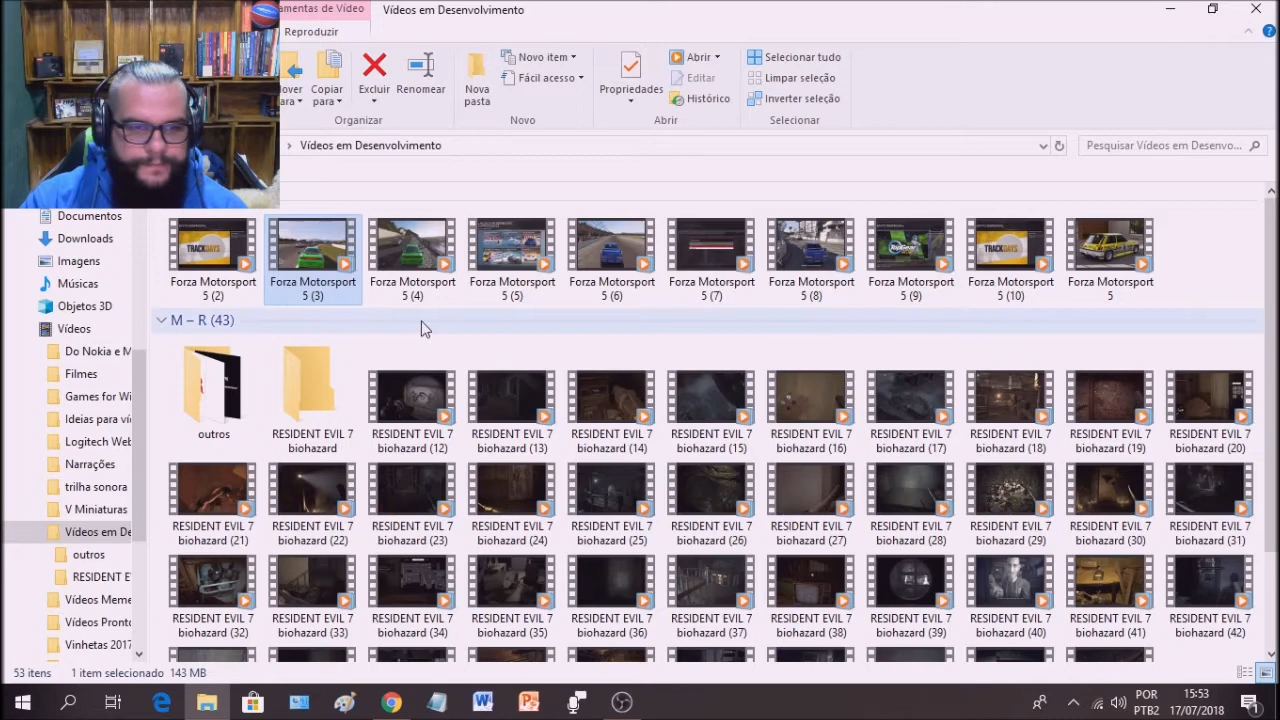 amentas de Vídeo
Vídeos em Desenvolvimento
Reproduzir
Mover para
Copiar para
Excluir
Renomear
Organizar
Nova pasta
Novo item
Fácil acesso
Novo
Propriedades
Abrir
Editar
Histórico
Abrir
Selecionar tudo
Limpar seleção
Inverter seleção
Selecionar
Vídeos em Desenvolvimento
Pesquisar Vídeos em Desenvo...
Documentos
Downloads
Imagens
Músicas
Objetos 3D
Vídeos
Do Nokia e M
Filmes
Games for Wi
Ideias para ví
Logitech Web
Narrações
trilha sonora
V Miniaturas
Vídeos em De
outros
RESIDENT E
Vídeos Meme
Vídeos Pronto
Vinhetas 2017
TRACKDAYS
TopGear
TRACKDAYS
Forza Motorsport 5 (2)
Forza Motorsport 5 (3)
Forza Motorsport 5 (4)
Forza Motorsport 5 (5)
Forza Motorsport 5 (6)
Forza Motorsport 5 (7)
Forza Motorsport 5 (8)
Forza Motorsport 5 (9)
Forza Motorsport 5 (10)
Forza Motorsport 5
M – R (43)
outros
RESIDENT EVIL 7 biohazard
RESIDENT EVIL 7 biohazard (12)
RESIDENT EVIL 7 biohazard (13)
RESIDENT EVIL 7 biohazard (14)
RESIDENT EVIL 7 biohazard (15)
RESIDENT EVIL 7 biohazard (16)
RESIDENT EVIL 7 biohazard (17)
RESIDENT EVIL 7 biohazard (18)
RESIDENT EVIL 7 biohazard (19)
RESIDENT EVIL 7 biohazard (20)
RESIDENT EVIL 7 biohazard (21)
RESIDENT EVIL 7 biohazard (22)
RESIDENT EVIL 7 biohazard (23)
RESIDENT EVIL 7 biohazard (24)
RESIDENT EVIL 7 biohazard (25)
RESIDENT EVIL 7 biohazard (26)
RESIDENT EVIL 7 biohazard (27)
RESIDENT EVIL 7 biohazard (28)
RESIDENT EVIL 7 biohazard (29)
RESIDENT EVIL 7 biohazard (30)
RESIDENT EVIL 7 biohazard (31)
RESIDENT EVIL 7 biohazard (32)
RESIDENT EVIL 7 biohazard (33)
RESIDENT EVIL 7 biohazard (34)
RESIDENT EVIL 7 biohazard (35)
RESIDENT EVIL 7 biohazard (36)
RESIDENT EVIL 7 biohazard (37)
RESIDENT EVIL 7 biohazard (38)
RESIDENT EVIL 7 biohazard (39)
RESIDENT EVIL 7 biohazard (40)
RESIDENT EVIL 7 biohazard (41)
RESIDENT EVIL 7 biohazard (42)
53 itens 1 item selecionado 143 MB
POR
PTB2
15:53
17/07/2018
1